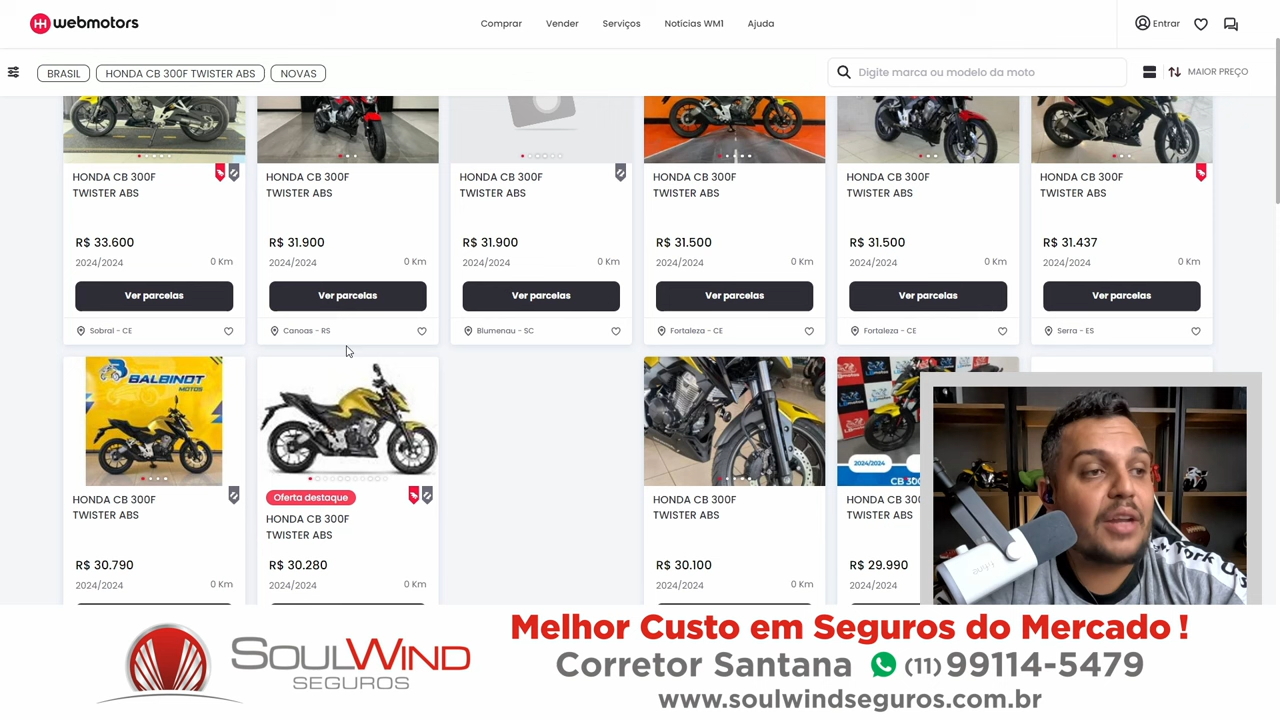 webmotors
Comprar
Vender
Serviços
Notícias WM1
Ajuda
Entrar
BRASIL
HONDA CB 300F TWISTER ABS
NOVAS
Digite marca ou modelo da moto
MAIOR PREÇO
HONDA CB 300F
TWISTER ABS
R$ 33.600
2024/2024
0 Km
Ver parcelas
Sobral - CE
HONDA CB 300F
TWISTER ABS
R$ 31.900
2024/2024
0 Km
Ver parcelas
Canoas - RS
HONDA CB 300F
TWISTER ABS
R$ 31.900
2024/2024
0 Km
Ver parcelas
Blumenau - SC
HONDA CB 300F
TWISTER ABS
R$ 31.500
2024/2024
0 Km
Ver parcelas
Fortaleza - CE
HONDA CB 300F
TWISTER ABS
R$ 31.500
2024/2024
0 Km
Ver parcelas
Fortaleza - CE
HONDA CB 300F
TWISTER ABS
R$ 31.437
2024/2024
0 Km
Ver parcelas
Serra - ES
BALBINOT
MOTOS
HONDA CB 300F
TWISTER ABS
R$ 30.790
2024/2024
0 Km
Oferta destaque
HONDA CB 300F
TWISTER ABS
R$ 30.280
2024/2024
0 Km
HONDA CB 300F
TWISTER ABS
R$ 30.100
2024/2024
0 Km
2024/2024
CB 300
HONDA CB 300F
TWISTER ABS
R$ 29.990
2024/2024
SOULWIND
SEGUROS
Melhor Custo em Seguros do Mercado !
Corretor Santana (11) 99114-5479
www.soulwindseguros.com.br